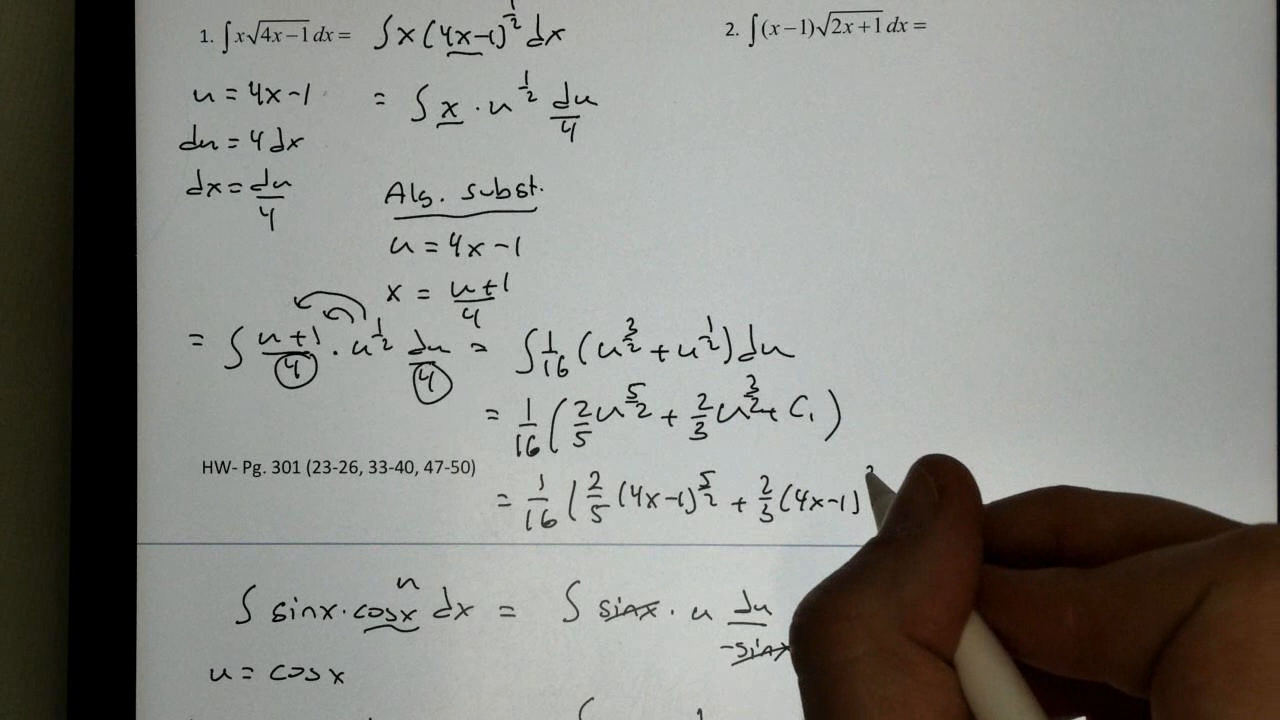 1. ∫ x√(4x−1) dx = ∫ x (4x−1)^(1/2) dx
2. ∫ (x−1)√(2x+1) dx =
u = 4x−1
= ∫ x · u^(1/2) du/4
du = 4dx
dx = du/4
Alg. subst.
u = 4x−1
x = (u+1)/4
= ∫ (u+1)/4 · u^(1/2) du/4 = ∫ 1/16 (u^(3/2) + u^(1/2)) du
= 1/16 (2/5 u^(5/2) + 2/3 u^(3/2) + C₁)
HW- Pg. 301 (23-26, 33-40, 47-50)
= 1/16 (2/5 (4x−1)^(5/2) + 2/3 (4x−1)
∫ sinx · cosx dx = ∫ sinx · u du/−sinx
u
u = cosx